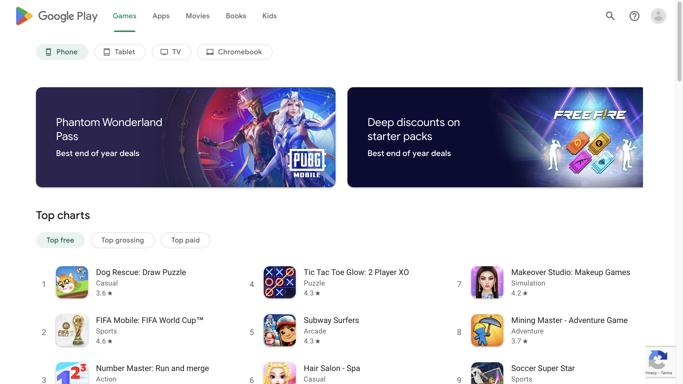 Google Play
Games
Apps
Movies
Books
Kids
Phone
Tablet
TV
Chromebook
Phantom Wonderland
Pass
Best end of year deals
PUBG
MOBILE
Deep discounts on
starter packs
Best end of year deals
FREE FIRE
Top charts
Top free
Top grossing
Top paid
1
Dog Rescue: Draw Puzzle
Casual
3.6★
2
FIFA Mobile: FIFA World Cup™
Sports
4.6★
3
Number Master: Run and merge
Action
4
Tic Tac Toe Glow: 2 Player XO
Puzzle
4.3★
5
Subway Surfers
Arcade
4.3★
6
Hair Salon - Spa
Casual
7
Makeover Studio: Makeup Games
Simulation
4.2★
8
Mining Master - Adventure Game
Adventure
3.7★
9
Soccer Super Star
Sports
Privacy - Terms